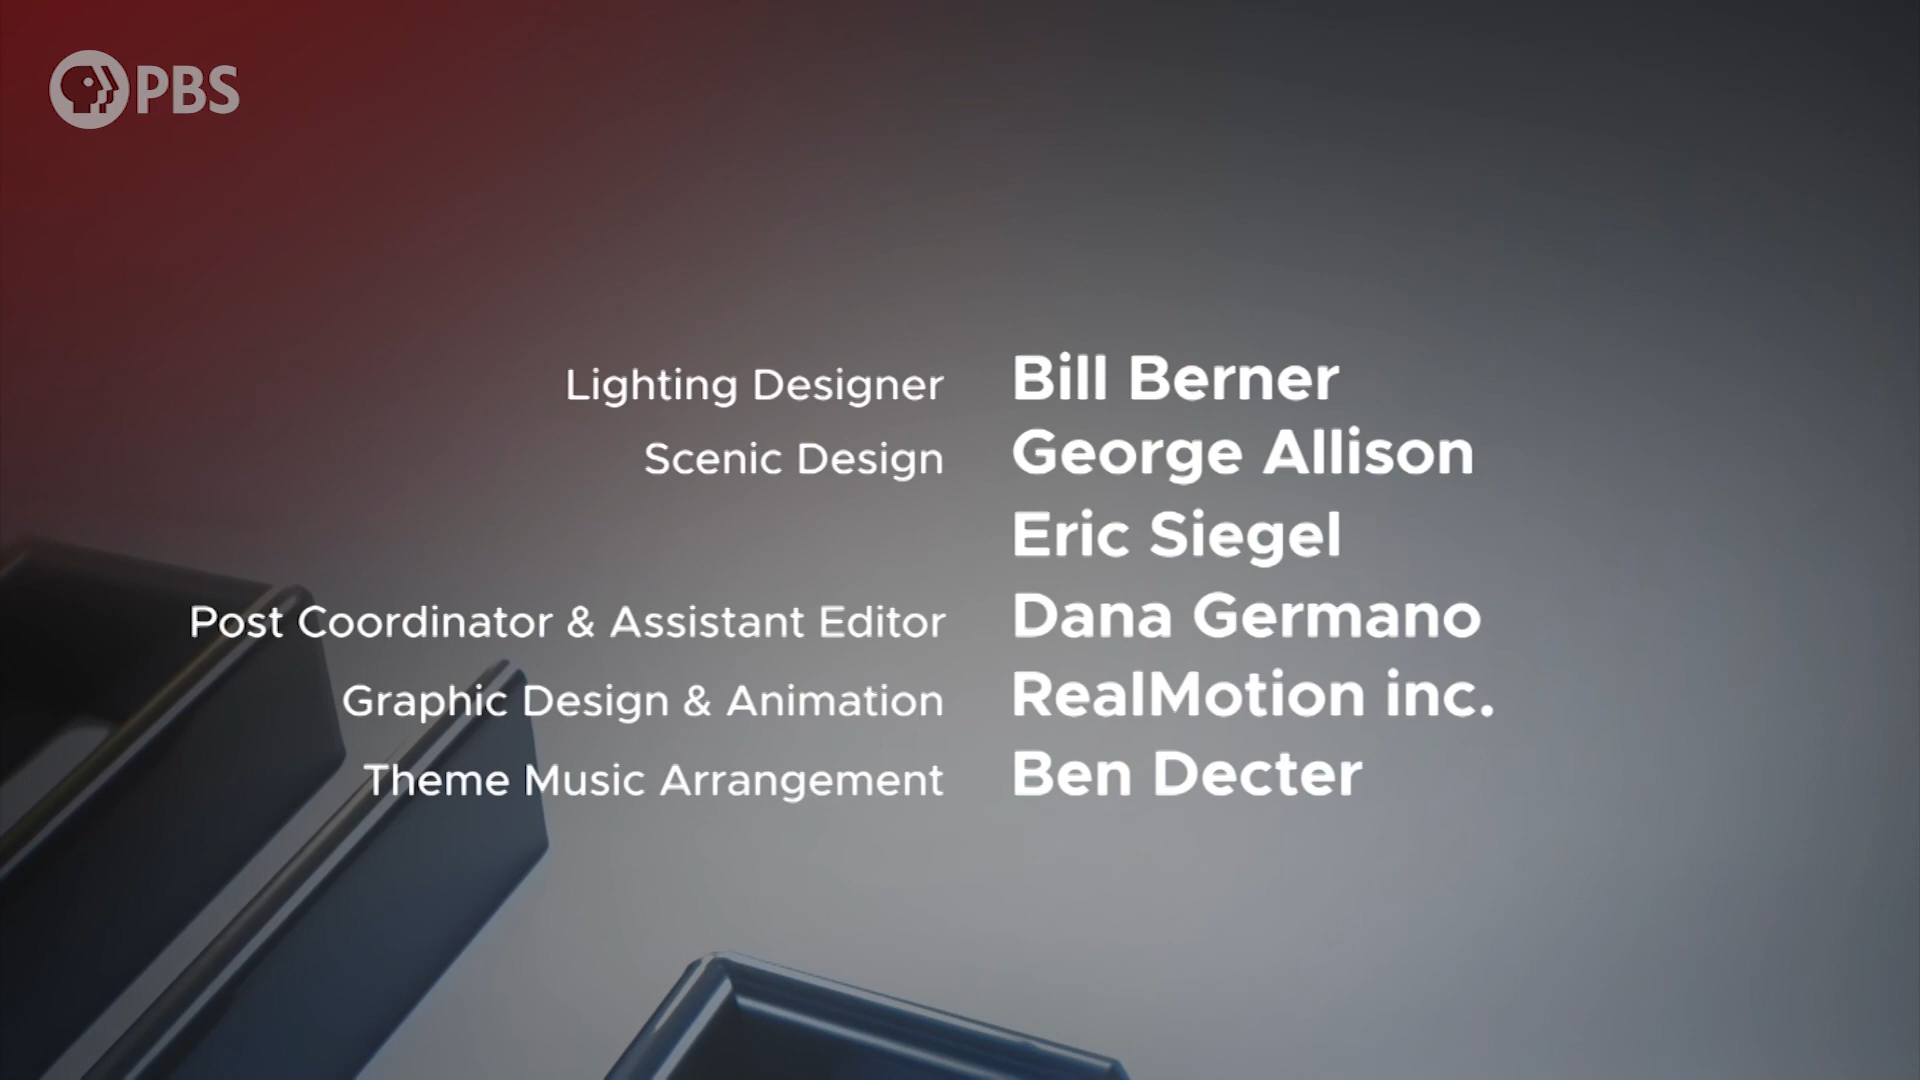 PBS
Lighting Designer Bill Berner
Scenic Design George Allison
Eric Siegel
Post Coordinator & Assistant Editor Dana Germano
Graphic Design & Animation RealMotion inc.
Theme Music Arrangement Ben Decter